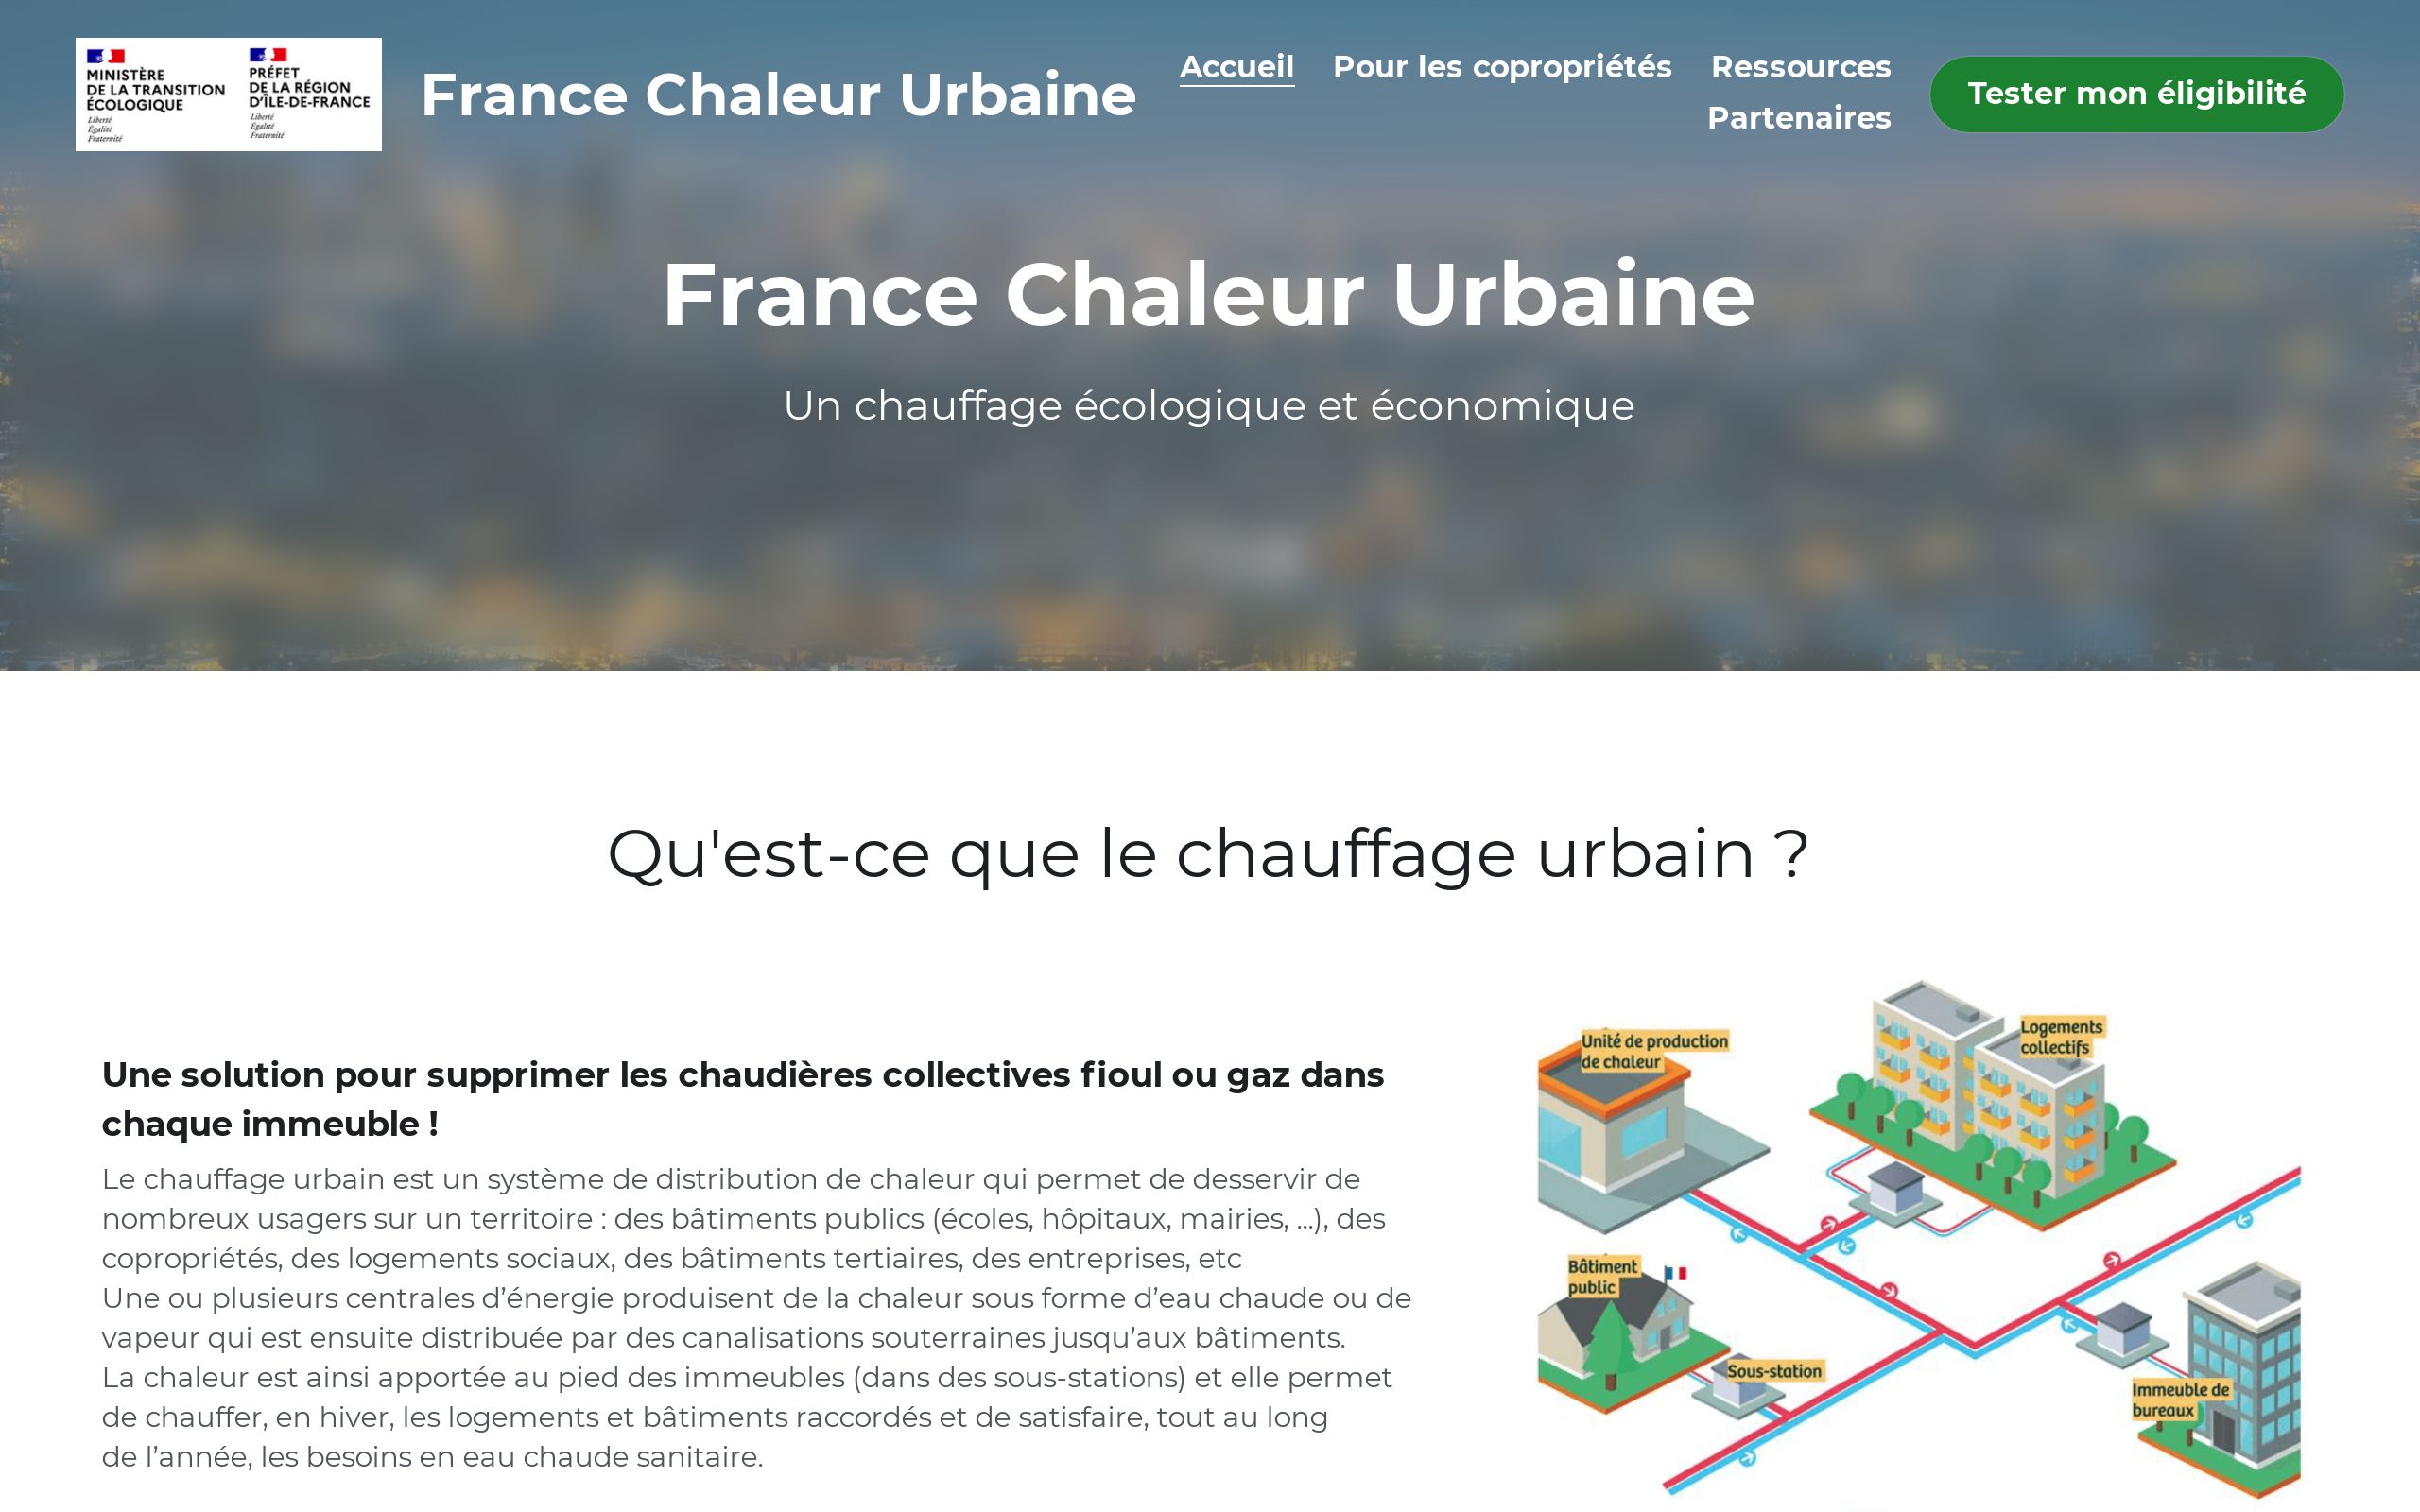 MINISTÈRE
DE LA TRANSITION
ÉCOLOGIQUE
Liberté
Égalité
Fraternité
PRÉFET
DE LA RÉGION
D'ÎLE-DE-FRANCE
Liberté
Égalité
Fraternité
France Chaleur Urbaine
Accueil Pour les copropriétés Ressources
Partenaires
Tester mon éligibilité
France Chaleur Urbaine
Un chauffage écologique et économique
Qu'est-ce que le chauffage urbain ?
Une solution pour supprimer les chaudières collectives fioul ou gaz dans
chaque immeuble !
Le chauffage urbain est un système de distribution de chaleur qui permet de desservir de
nombreux usagers sur un territoire : des bâtiments publics (écoles, hôpitaux, mairies, ...), des
copropriétés, des logements sociaux, des bâtiments tertiaires, des entreprises, etc
Une ou plusieurs centrales d’énergie produisent de la chaleur sous forme d’eau chaude ou de
vapeur qui est ensuite distribuée par des canalisations souterraines jusqu’aux bâtiments.
La chaleur est ainsi apportée au pied des immeubles (dans des sous-stations) et elle permet
de chauffer, en hiver, les logements et bâtiments raccordés et de satisfaire, tout au long
de l’année, les besoins en eau chaude sanitaire.
Unité de production
de chaleur
Logements
collectifs
Bâtiment
public
Sous-station
Immeuble de
bureaux